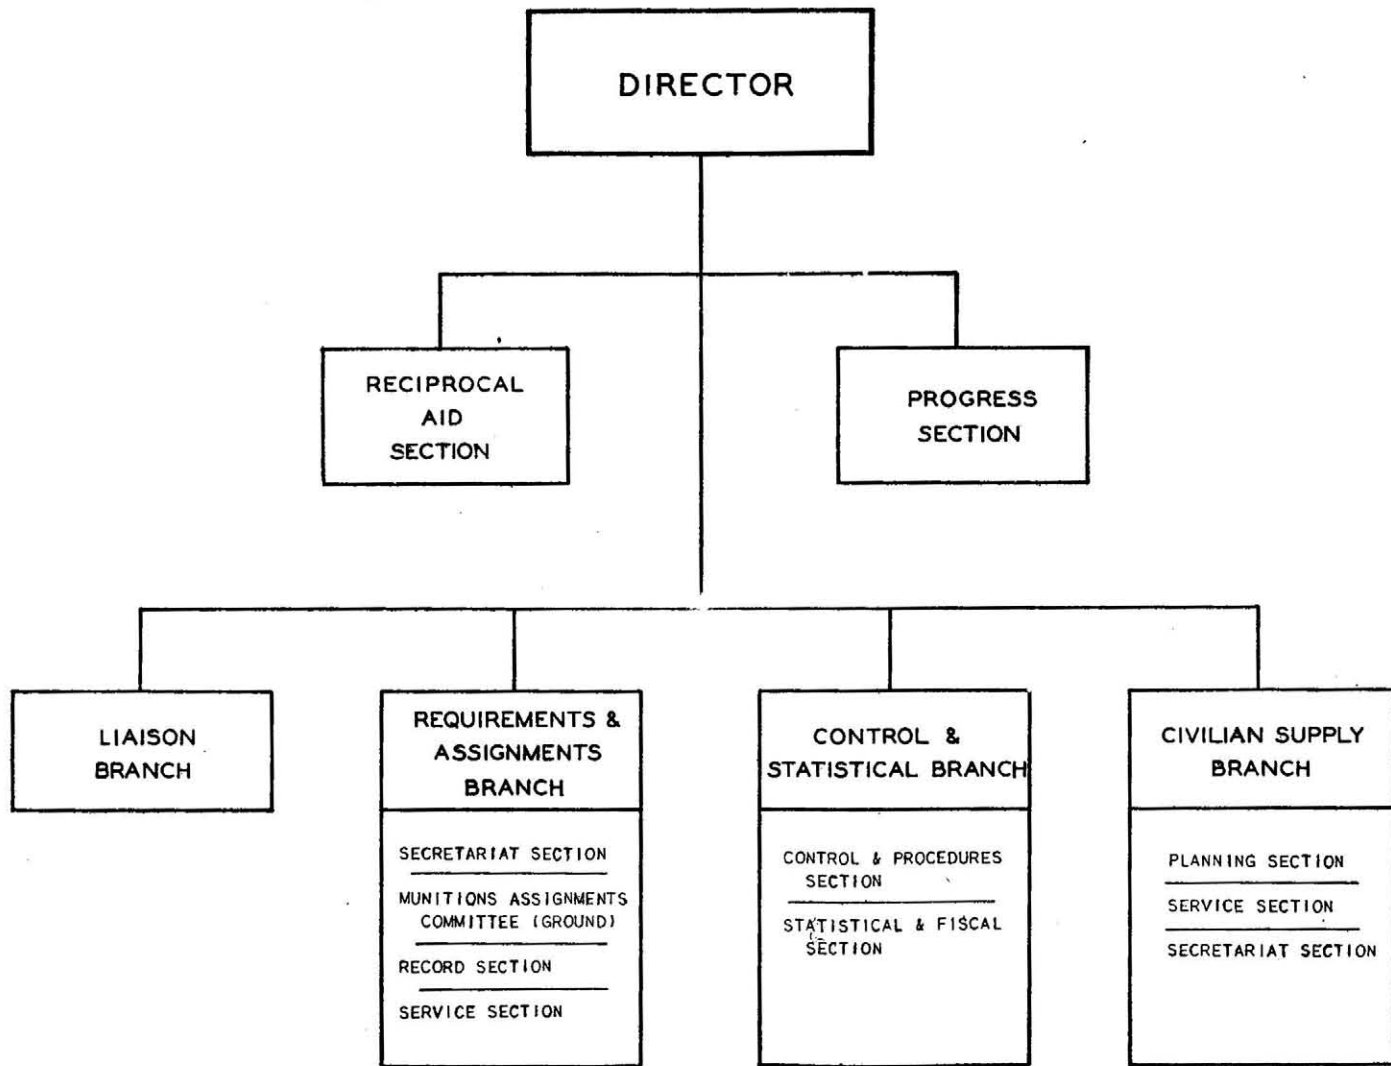 DIRECTOR
RECIPROCAL
AID
SECTION
PROGRESS
SECTION
LIAISON
BRANCH
REQUIREMENTS &
ASSIGNMENTS
BRANCH
SECRETARIAT SECTION
MUNITIONS ASSIGNMENTS
COMMITTEE (GROUND)
RECORD SECTION
SERVICE SECTION
CONTROL &
STATISTICAL BRANCH
CONTROL & PROCEDURES
SECTION
STATISTICAL & FISCAL
SECTION
CIVILIAN SUPPLY
BRANCH
PLANNING SECTION
SERVICE SECTION
SECRETARIAT SECTION